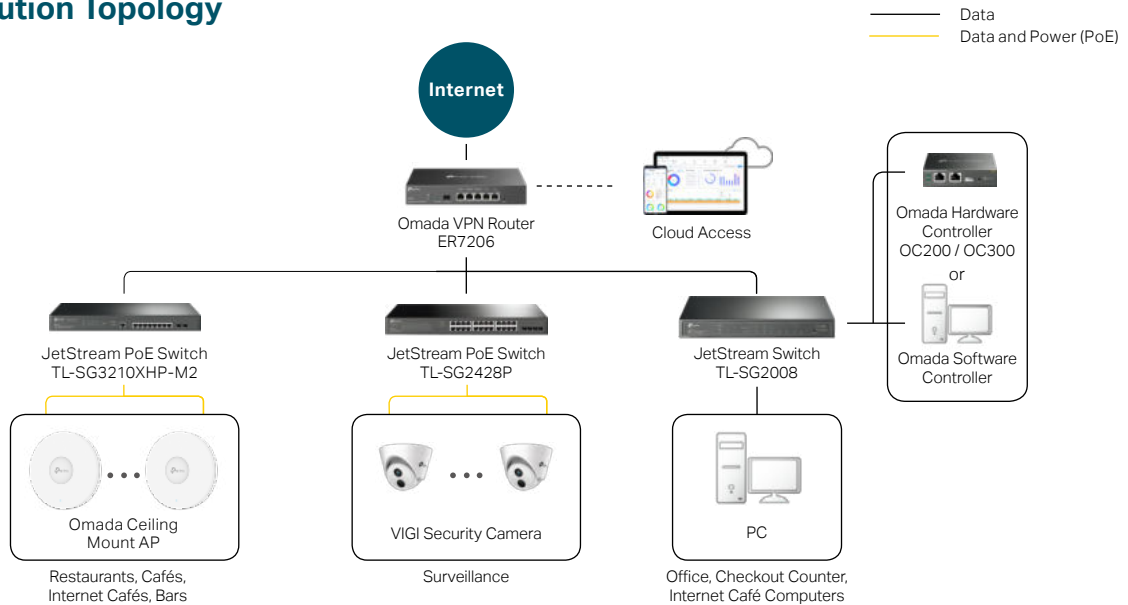 ution Topology
Data
Data and Power (PoE)
Internet
Omada VPN Router
ER7206
Cloud Access
Omada Hardware
Controller
OC200 / OC300
or
Omada Software
Controller
JetStream PoE Switch
TL-SG3210XHP-M2
JetStream PoE Switch
TL-SG2428P
JetStream Switch
TL-SG2008
Omada Ceiling
Mount AP
VIGI Security Camera
PC
Restaurants, Cafés,
Internet Cafés, Bars
Surveillance
Office, Checkout Counter,
Internet Café Computers